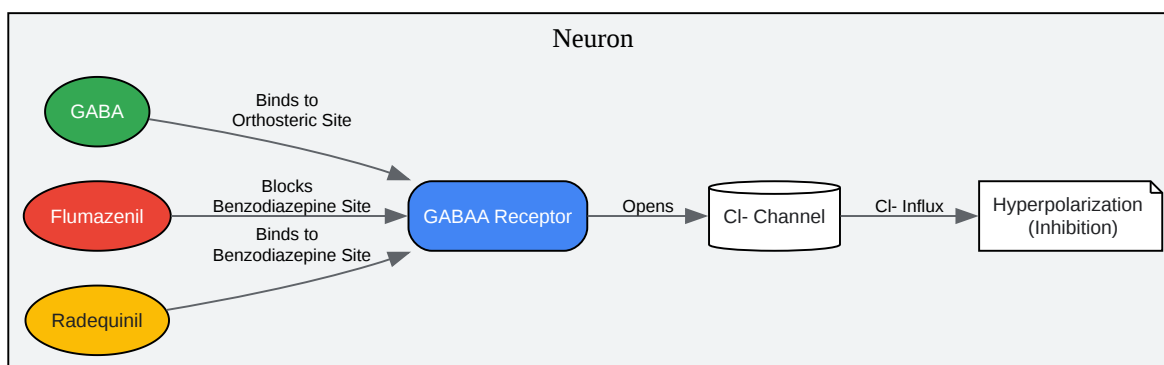 Neuron
GABA
Binds to
Orthosteric Site
Flumazenil
Blocks
Benzodiazepine Site
GABAA Receptor
Opens
Cl- Channel
Cl- Influx
Hyperpolarization
(Inhibition)
Binds to
Benzodiazepine Site
Radequinil